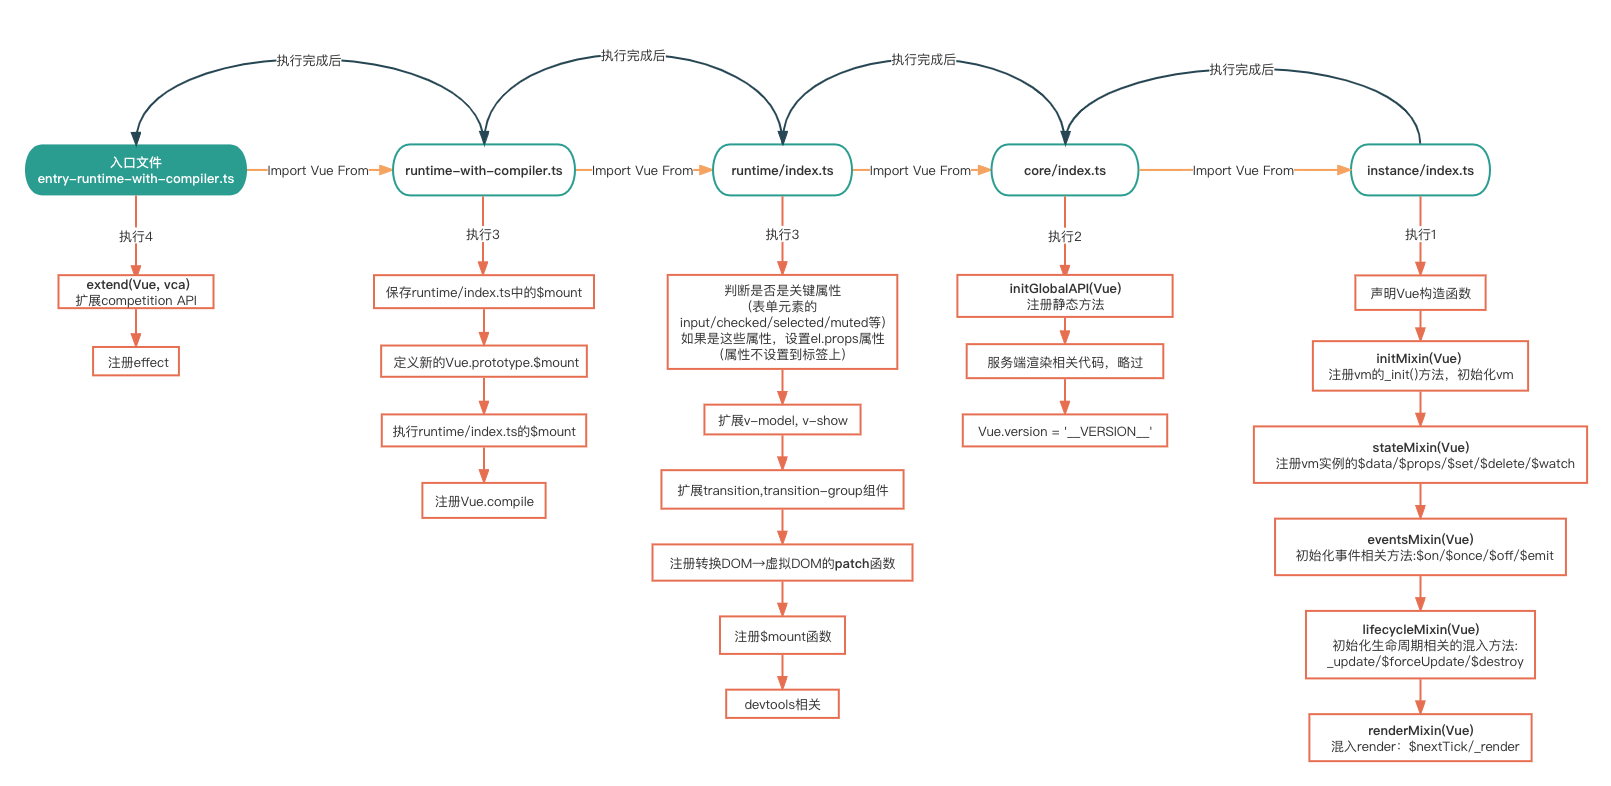 执行完成后
执行完成后
执行完成后
执行完成后
入口文件
entry-runtime-with-compiler.ts
Import Vue From
runtime-with-compiler.ts
Import Vue From
runtime/index.ts
Import Vue From
core/index.ts
Import Vue From
instance/index.ts
执行4
extend(Vue, vca)
扩展competition API
注册effect
执行3
保存runtime/index.ts中的$mount
定义新的Vue.prototype.$mount
执行runtime/index.ts的$mount
注册Vue.compile
执行3
判断是否是关键属性
(表单元素的
input/checked/selected/muted等)
如果是这些属性，设置el.props属性
(属性不设置到标签上)
扩展v-model, v-show
扩展transition,transition-group组件
注册转换DOM→虚拟DOM的patch函数
注册$mount函数
devtools相关
执行2
initGlobalAPI(Vue)
注册静态方法
服务端渲染相关代码，略过
Vue.version = '__VERSION__'
执行1
声明Vue构造函数
initMixin(Vue)
注册vm的_init()方法，初始化vm
stateMixin(Vue)
注册vm实例的$data/$props/$set/$delete/$watch
eventsMixin(Vue)
初始化事件相关方法:$on/$once/$off/$emit
lifecycleMixin(Vue)
初始化生命周期相关的混入方法:
_update/$forceUpdate/$destroy
renderMixin(Vue)
混入render：$nextTick/_render